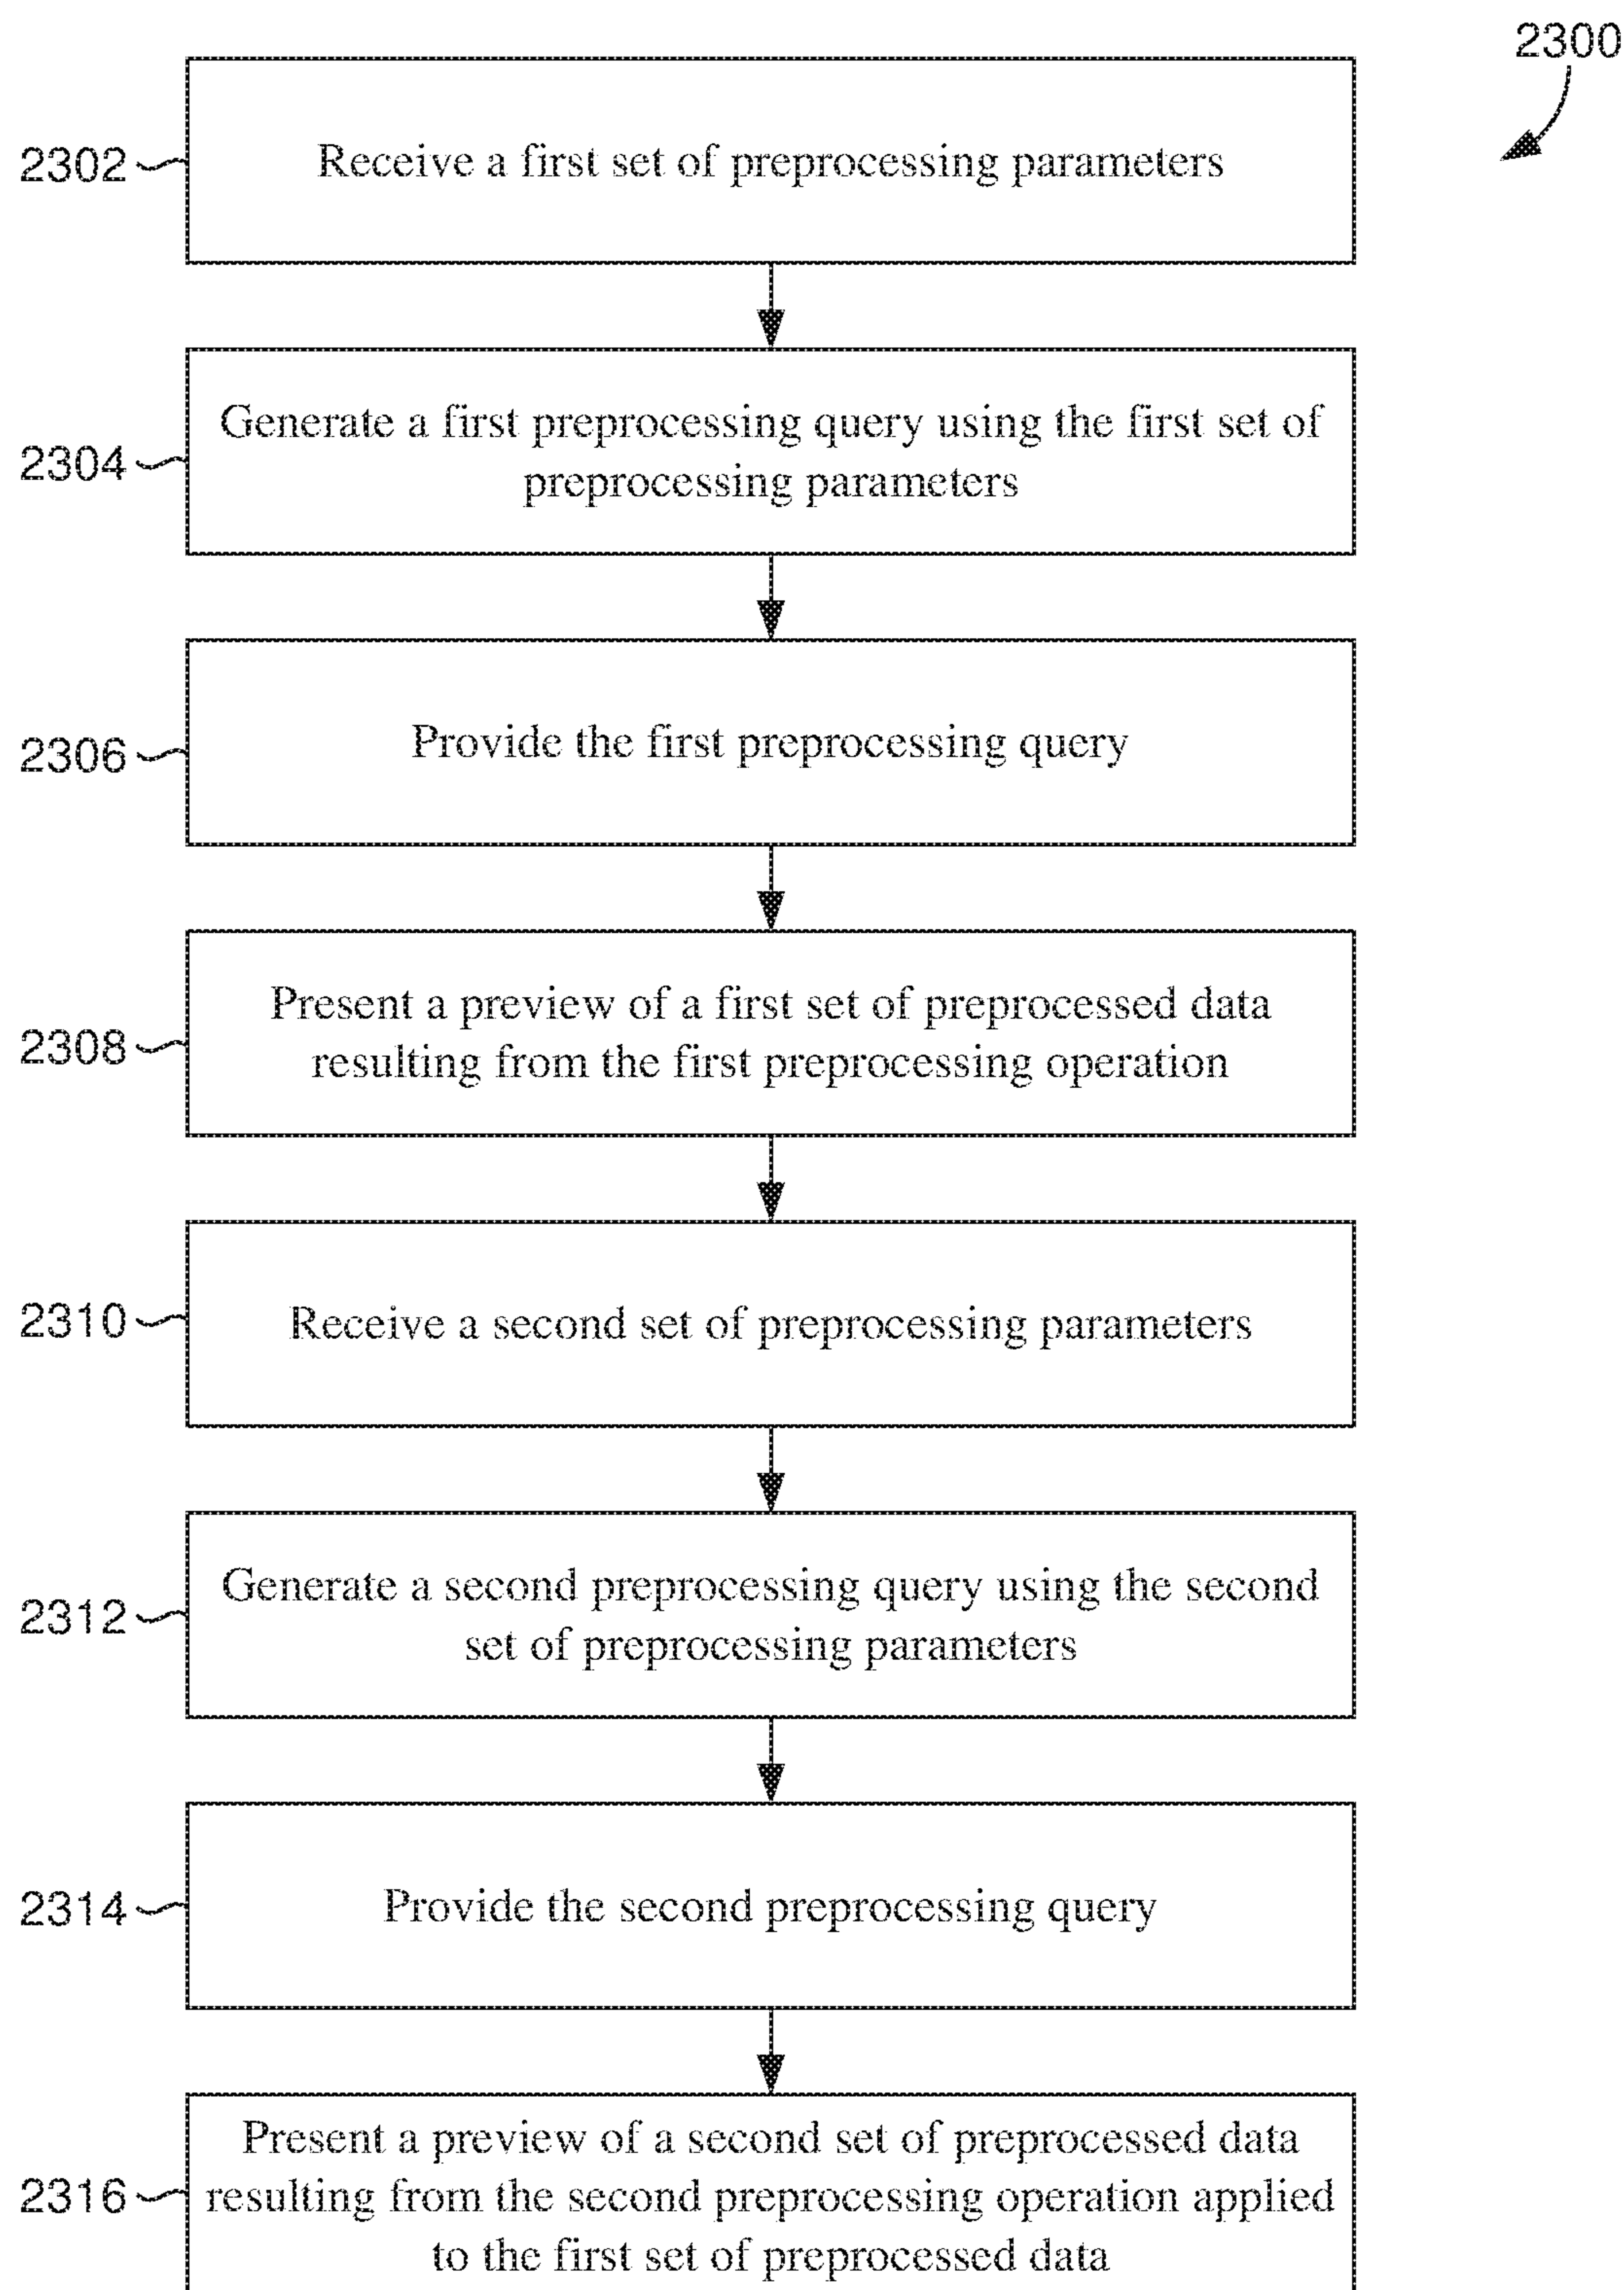 2300
2302
Receive a first set of preprocessing parameters
2304
Generate a first preprocessing query using the first set of
preprocessing parameters
2306
Provide the first preprocessing query
2308
Present a preview of a first set of preprocessed data
resulting from the first preprocessing operation
2310
Receive a second set of preprocessing parameters
2312
Generate a second preprocessing query using the second
set of preprocessing parameters
2314
Provide the second preprocessing query
2316
Present a preview of a second set of preprocessed data
resulting from the second preprocessing operation applied
to the first set of preprocessed data